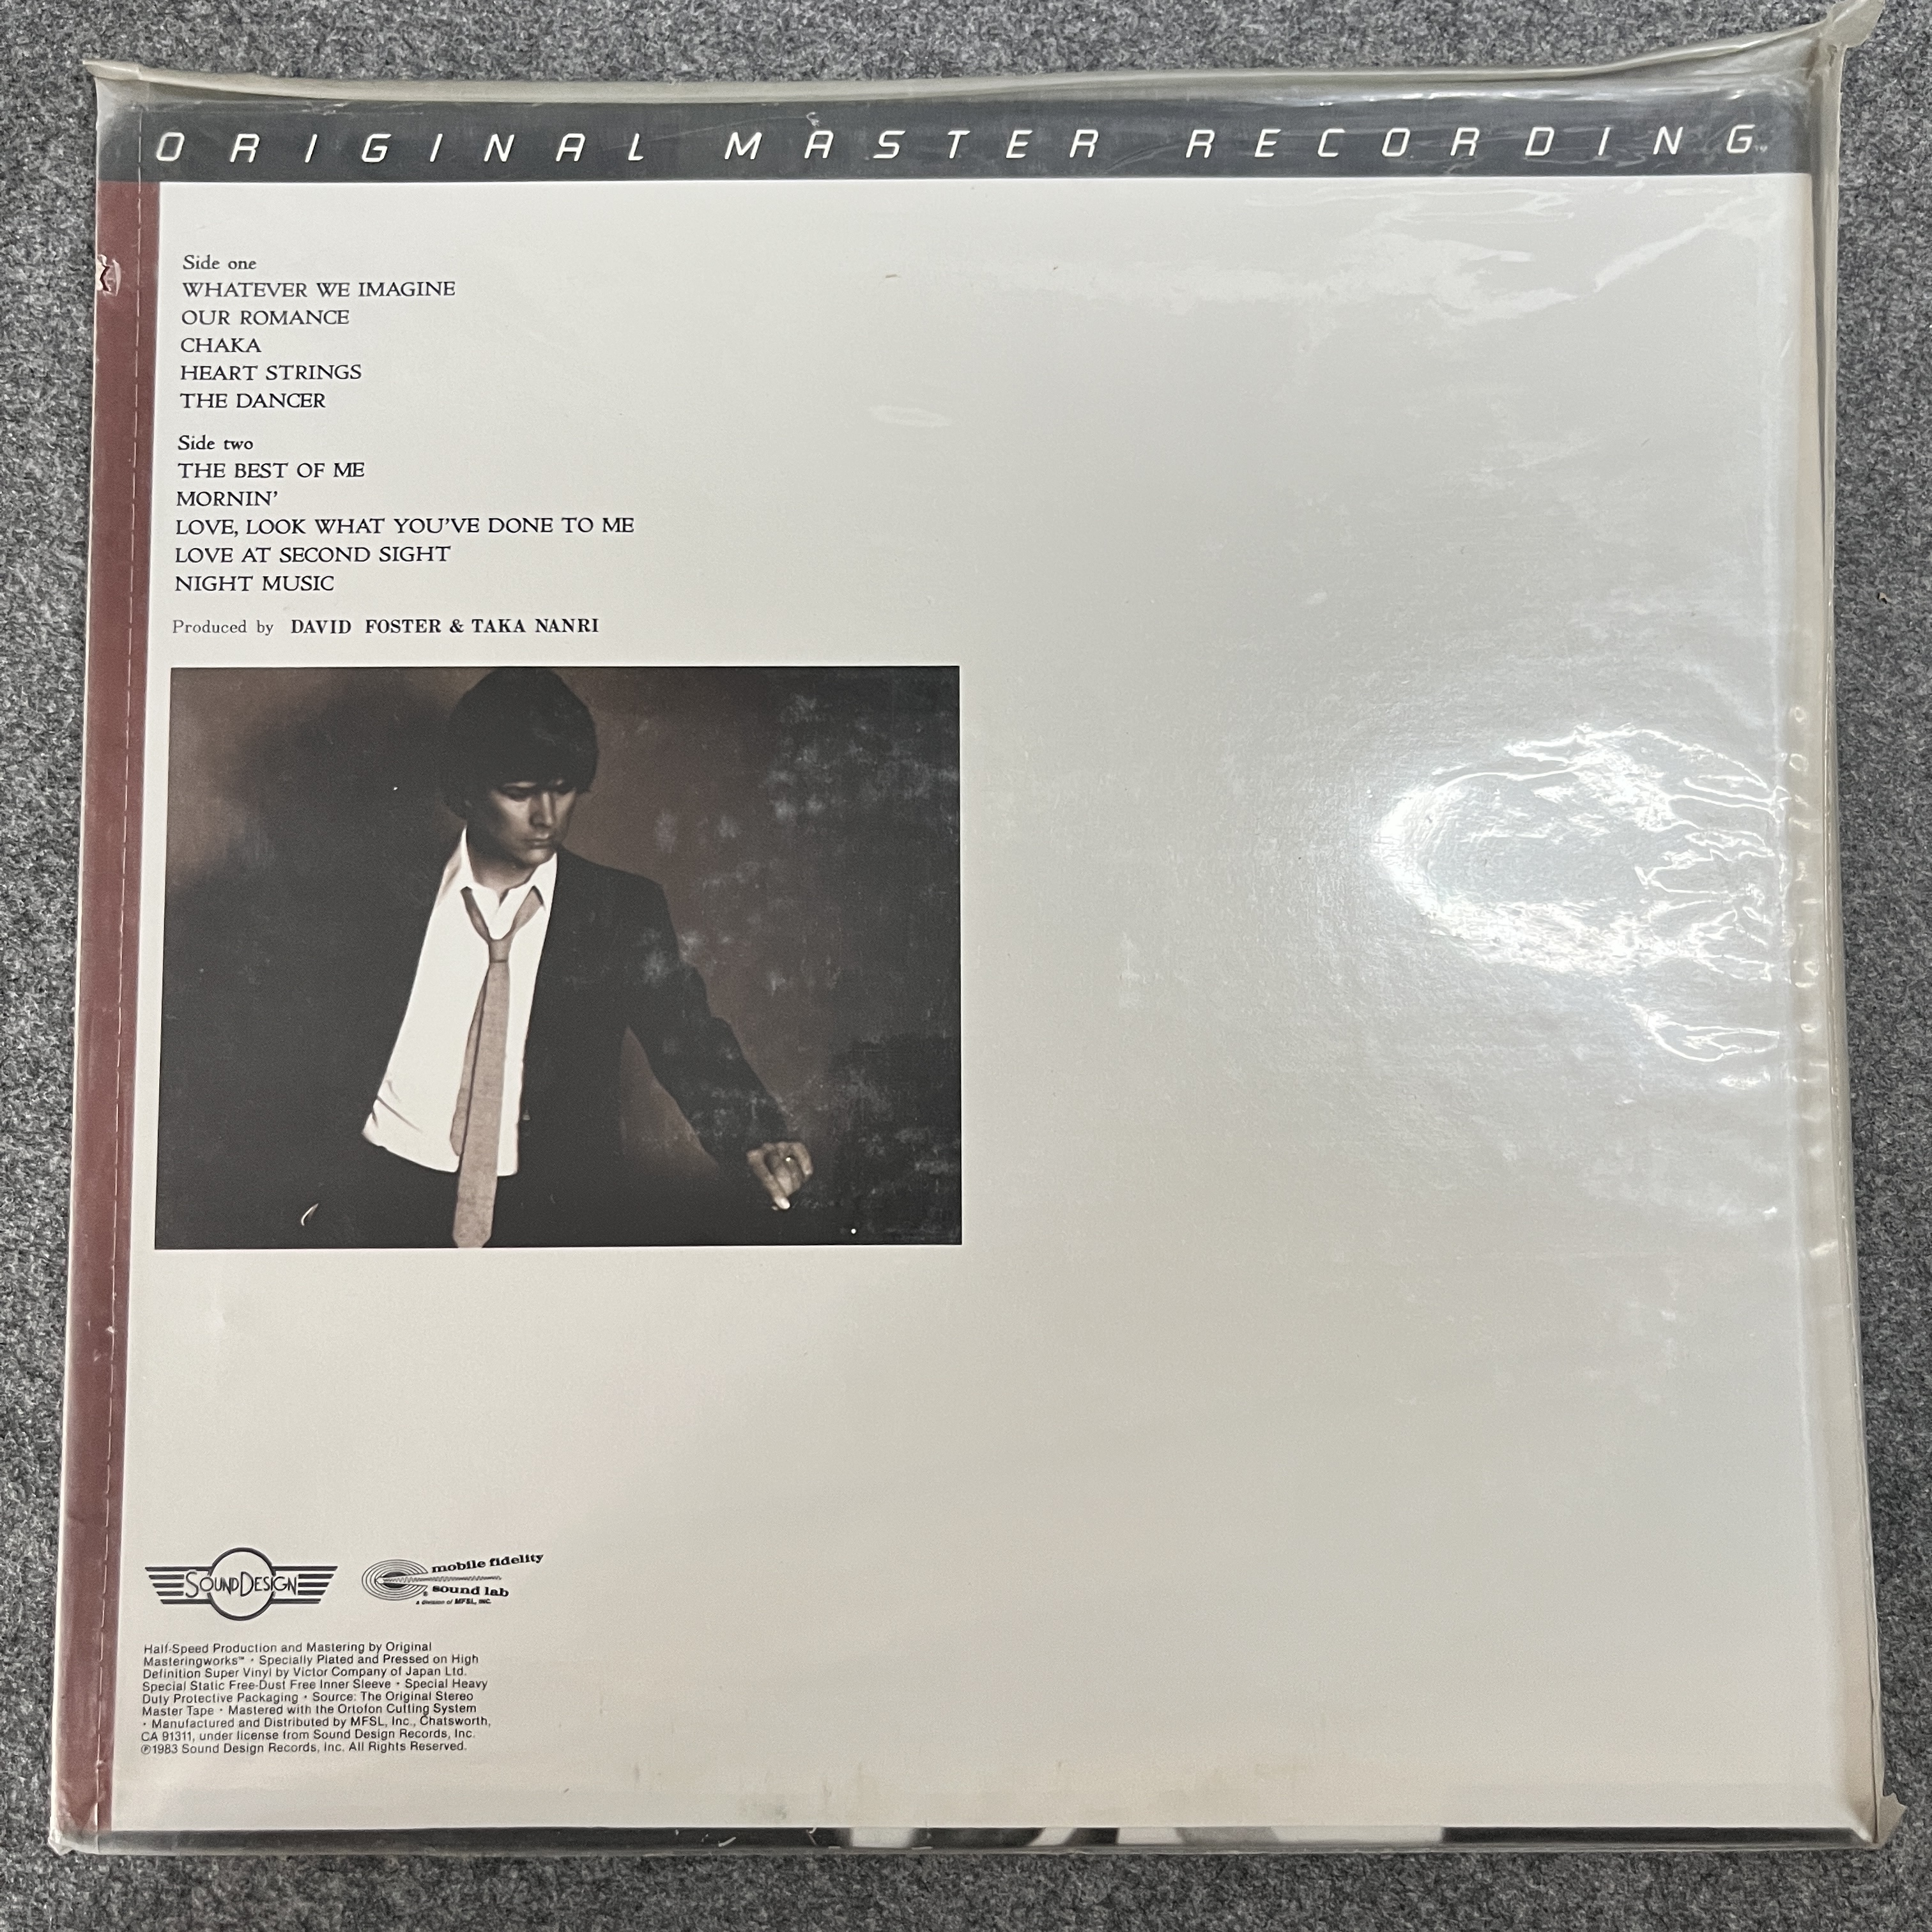 ORIGINAL MASTER RECORDING™
Side one
WHATEVER WE IMAGINE
OUR ROMANCE
CHAKA
HEART STRINGS
THE DANCER
Side two
THE BEST OF ME
MORNIN'
LOVE, LOOK WHAT YOU'VE DONE TO ME
LOVE AT SECOND SIGHT
NIGHT MUSIC
Produced by DAVID FOSTER & TAKA NANRI
SOUND DESIGN
mobile fidelity
® sound lab
a division of MFSL, INC.
Half-Speed Production and Mastering by Original
Masteringworks™ • Specially Plated and Pressed on High
Definition Super Vinyl by Victor Company of Japan Ltd.
Special Static Free-Dust Free Inner Sleeve • Special Heavy
Duty Protective Packaging • Source: The Original Stereo
Master Tape • Mastered with the Ortofon Cutting System
• Manufactured and Distributed by MFSL, Inc., Chatsworth,
CA 91311, under license from Sound Design Records, Inc.
℗1983 Sound Design Records, Inc. All Rights Reserved.